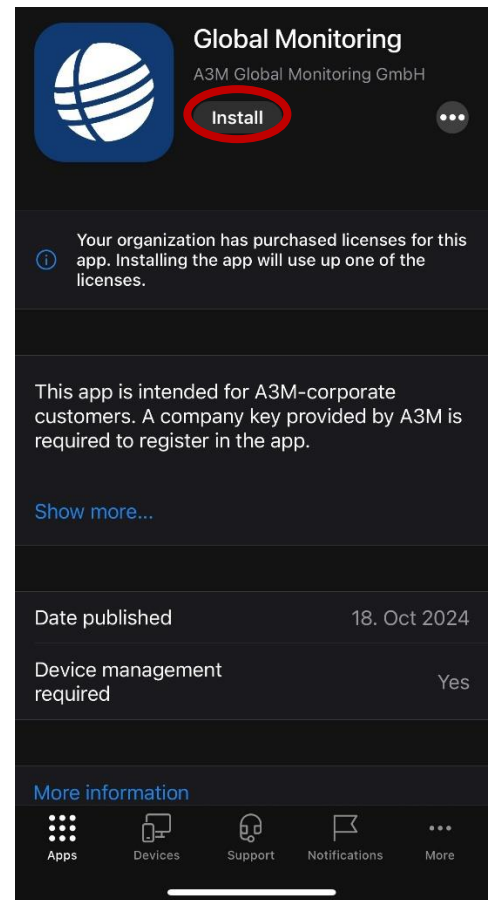 Global Monitoring
A3M Global Monitoring GmbH
Install
Your organization has purchased licenses for this
app. Installing the app will use up one of the
licenses.
This app is intended for A3M-corporate
customers. A company key provided by A3M is
required to register in the app.
Show more...
Date published 18. Oct 2024
Device management
required Yes
More information
Apps Devices Support Notifications More